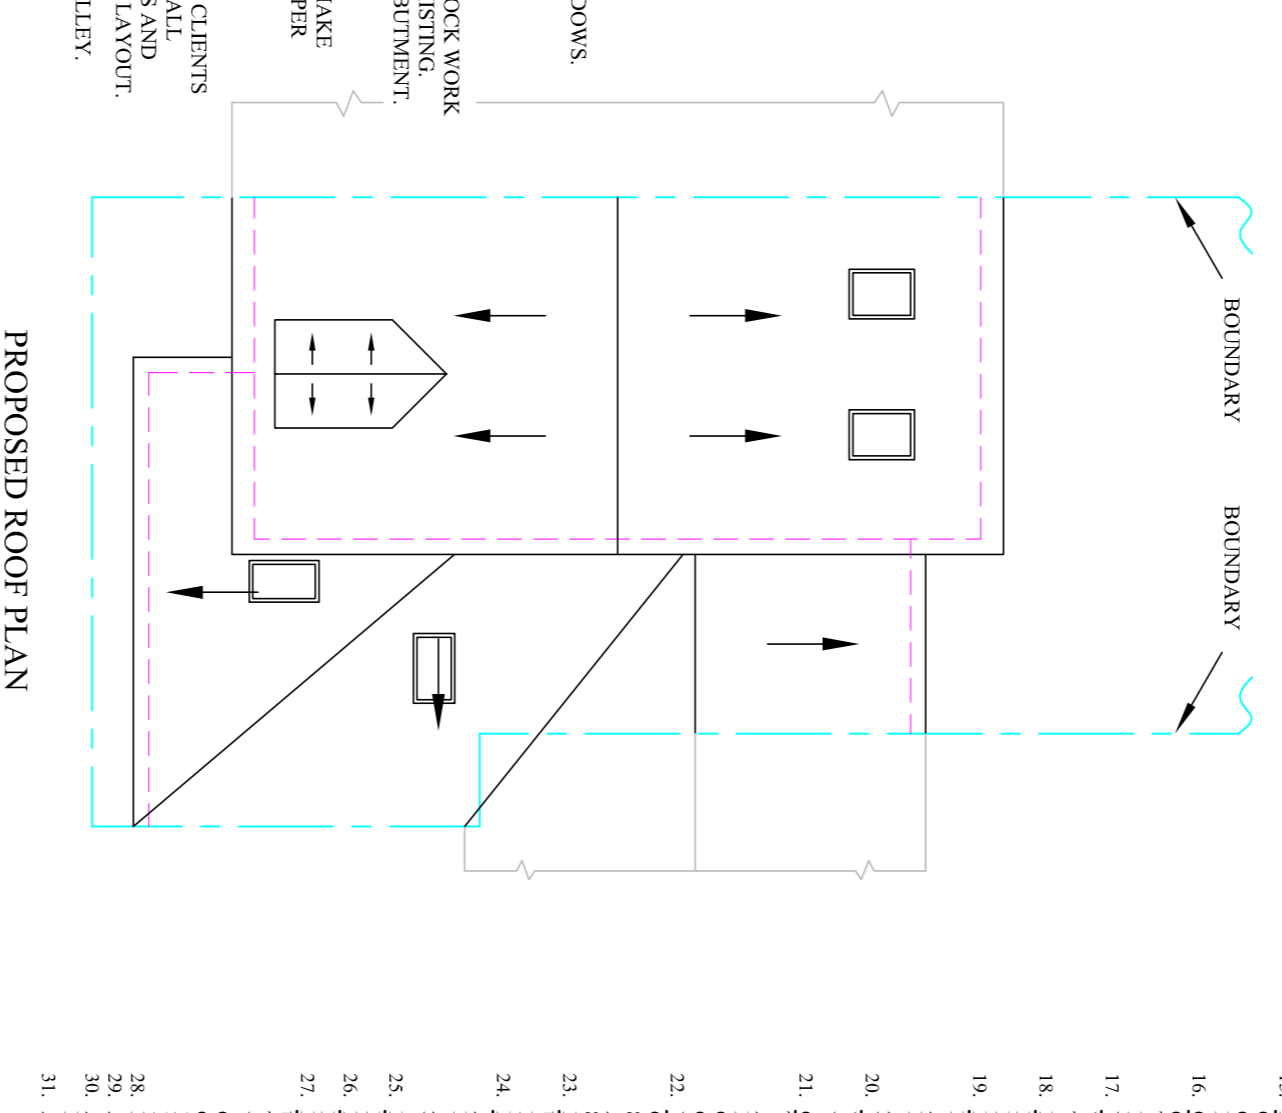 BOUNDARY
BOUNDARY
DOWS.
OCK WORK
ISTING.
BUTMENT.
AKE
PER
CLIENTS
ALL
S AND
LAYOUT.
LLEY.
PROPOSED ROOF PLAN
16.
17.
18.
19.
20.
21.
22.
23.
24.
25.
26.
27.
28.
29.
30.
31.